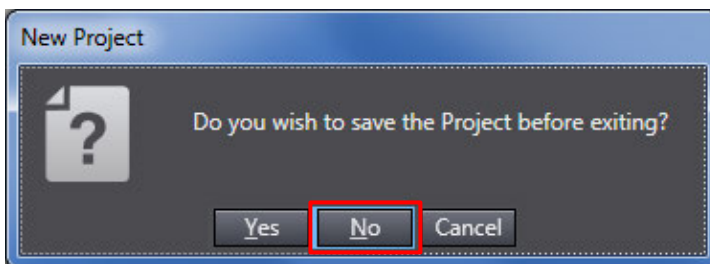 New Project
?
Do you wish to save the Project before exiting?
Yes No Cancel